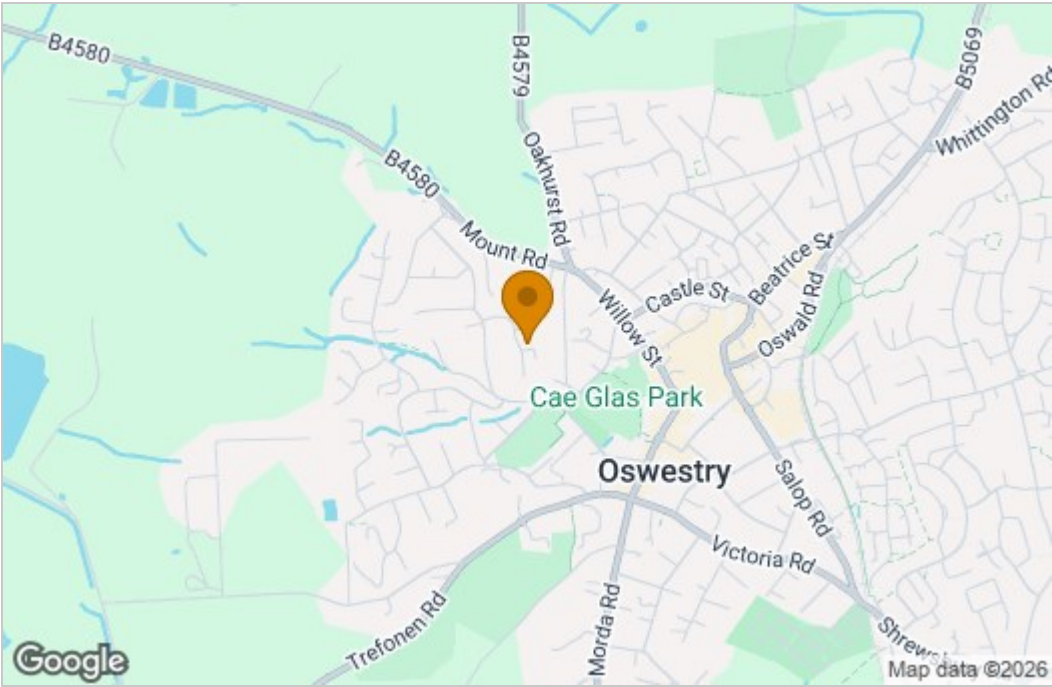 B4580
B4579
B5069
Whittington Rd
Oakhurst Rd
B4580
Mount Rd
Beatrice St
Castle St
Willow St
Oswald Rd
Cae Glas Park
Oswestry
Salop Rd
Victoria Rd
Trefonen Rd
Morda Rd
Google
Map data ©2026